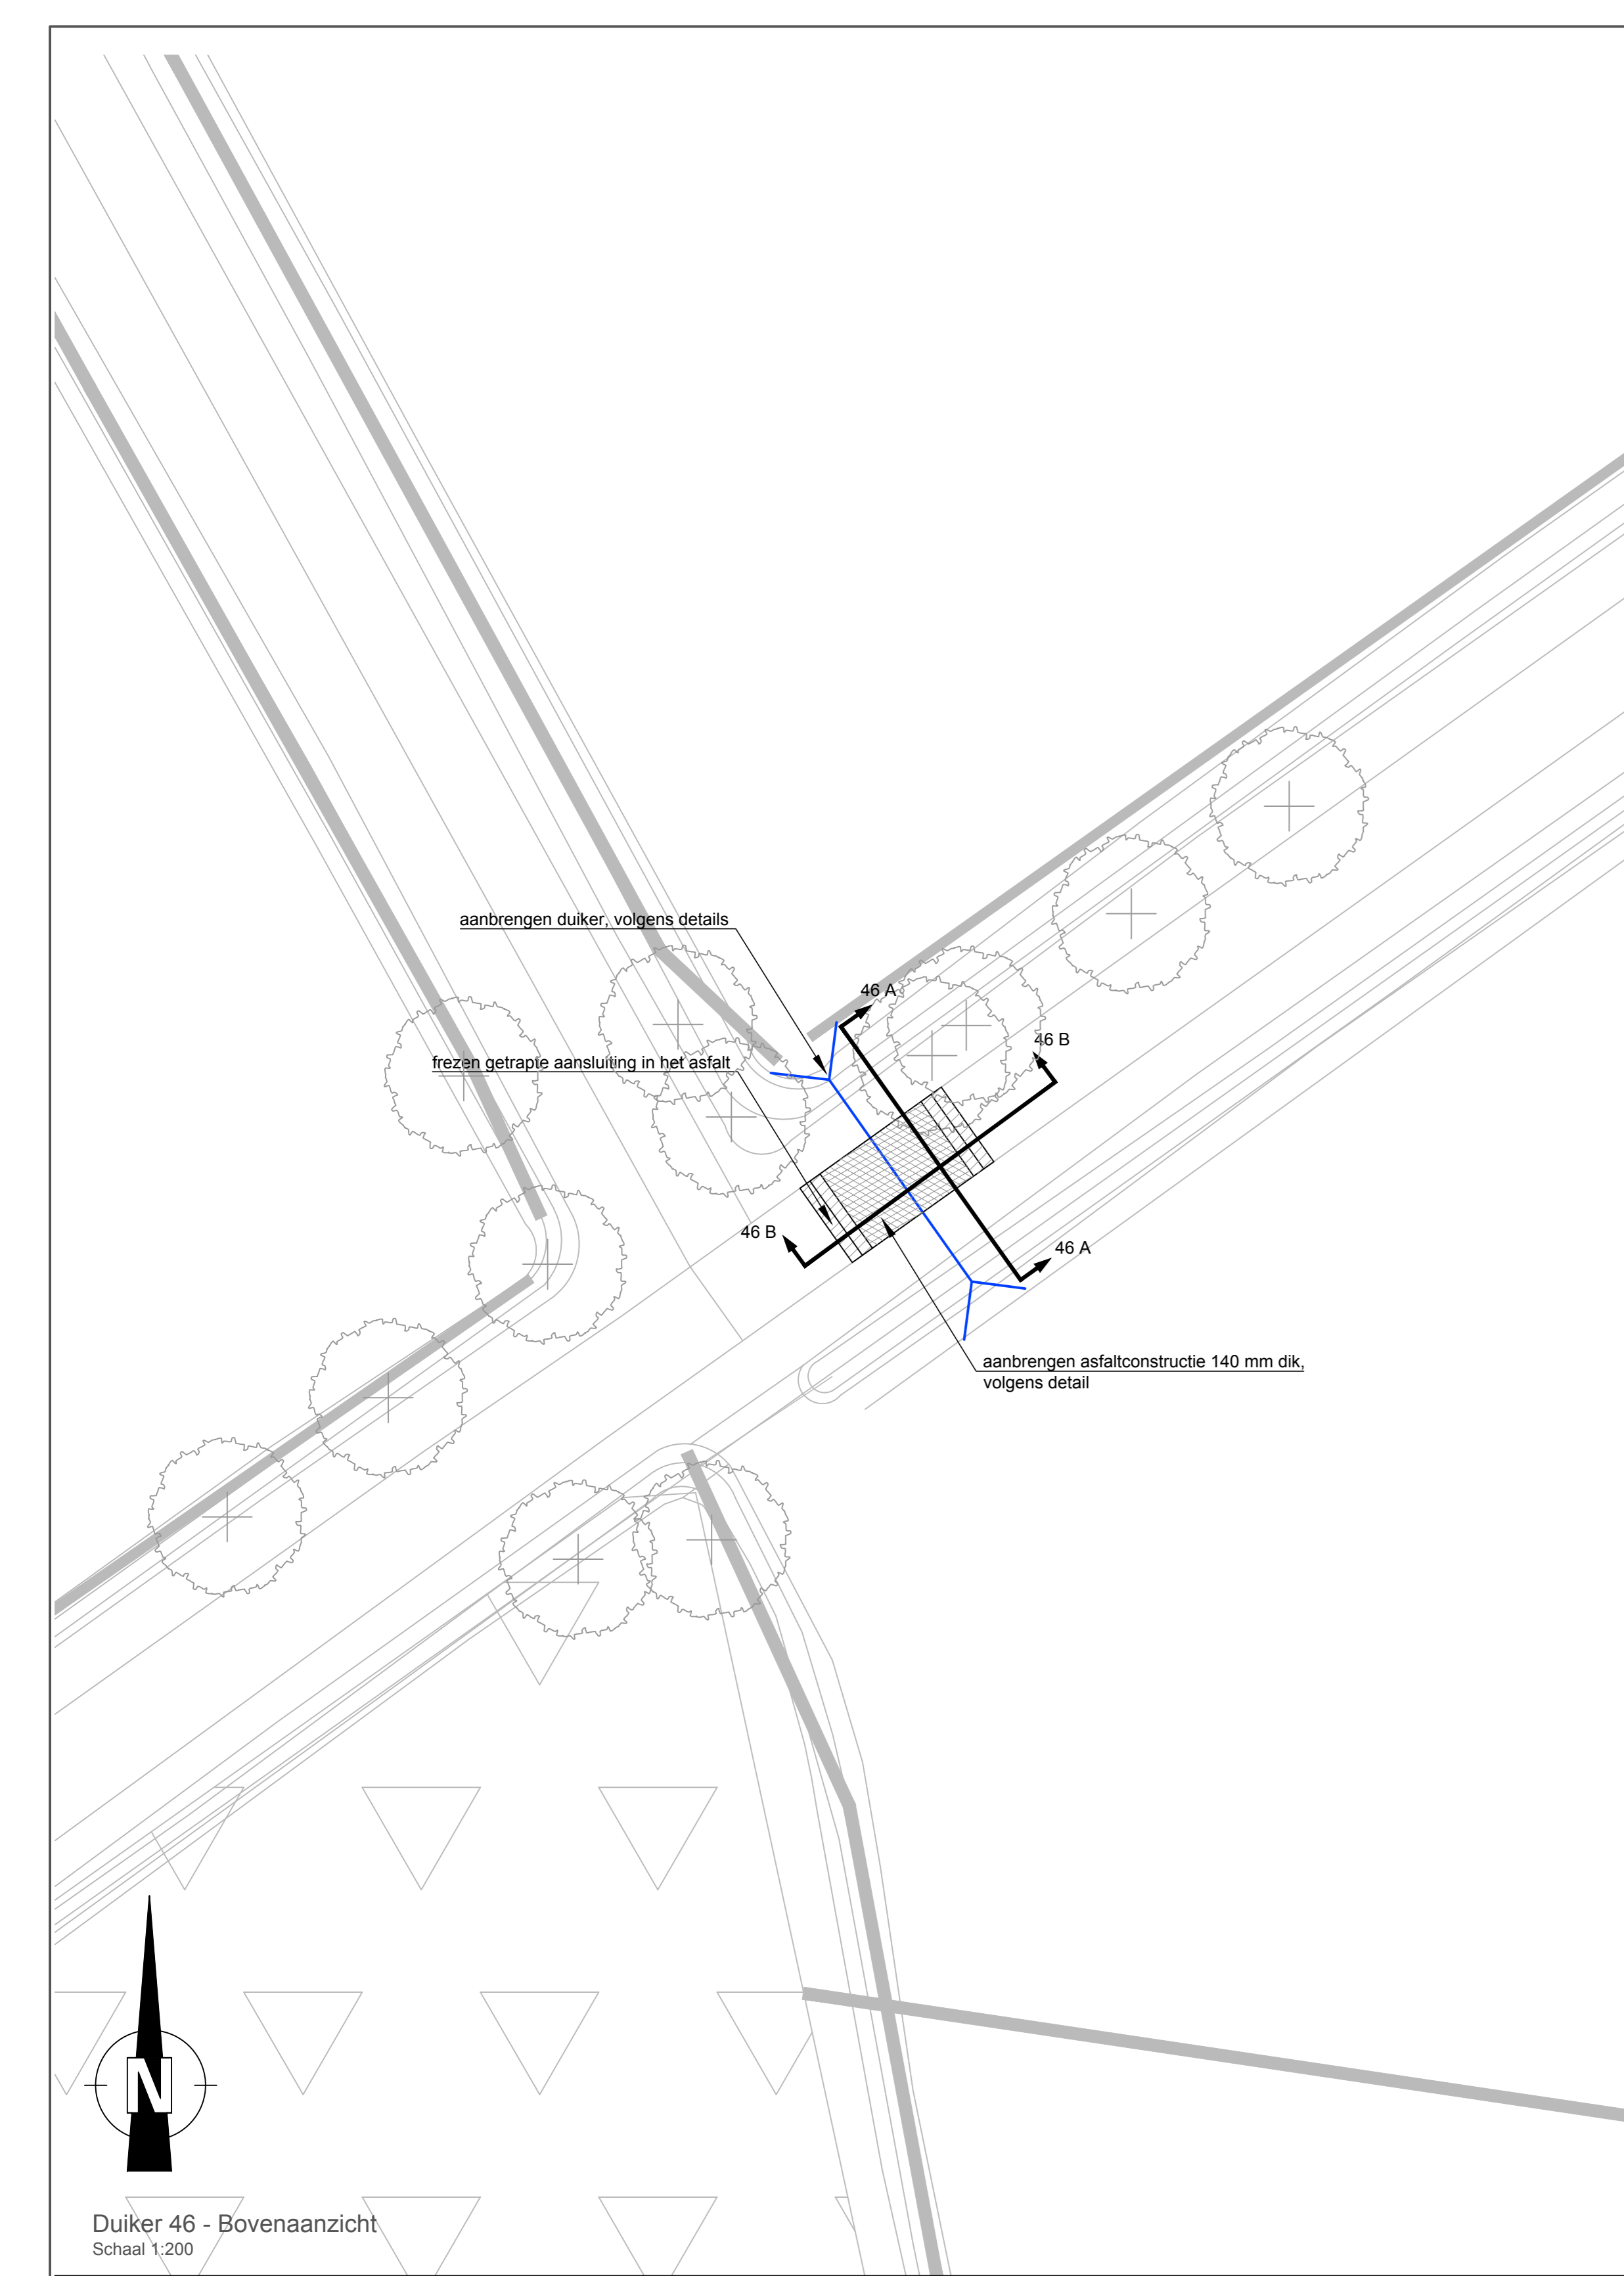 aanbrengen duiker, volgens details
46 A
46 B
frezen getrapte aansluiting in het asfalt
46 B
46 A
aanbrengen asfaltconstructie 140 mm dik,
volgens detail
N
Duiker 46 - Bovenaanzicht
Schaal 1:200